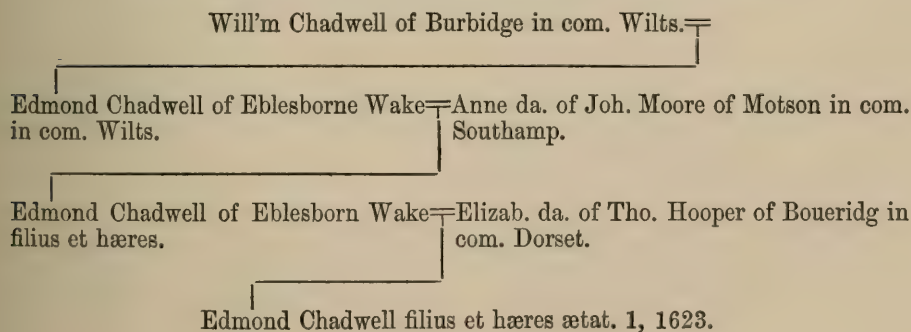 Will'm Chadwell of Burbidge in com. Wilts.
Edmond Chadwell of Eblesborne Wake
in com. Wilts.
Anne da. of Joh. Moore of Motson in com.
Southamp.
Edmond Chadwell of Eblesborn Wake
filius et hæres.
Elizab. da. of Tho. Hooper of Boueridg in
com. Dorset.
Edmond Chadwell filius et hæres ætat. 1, 1623.